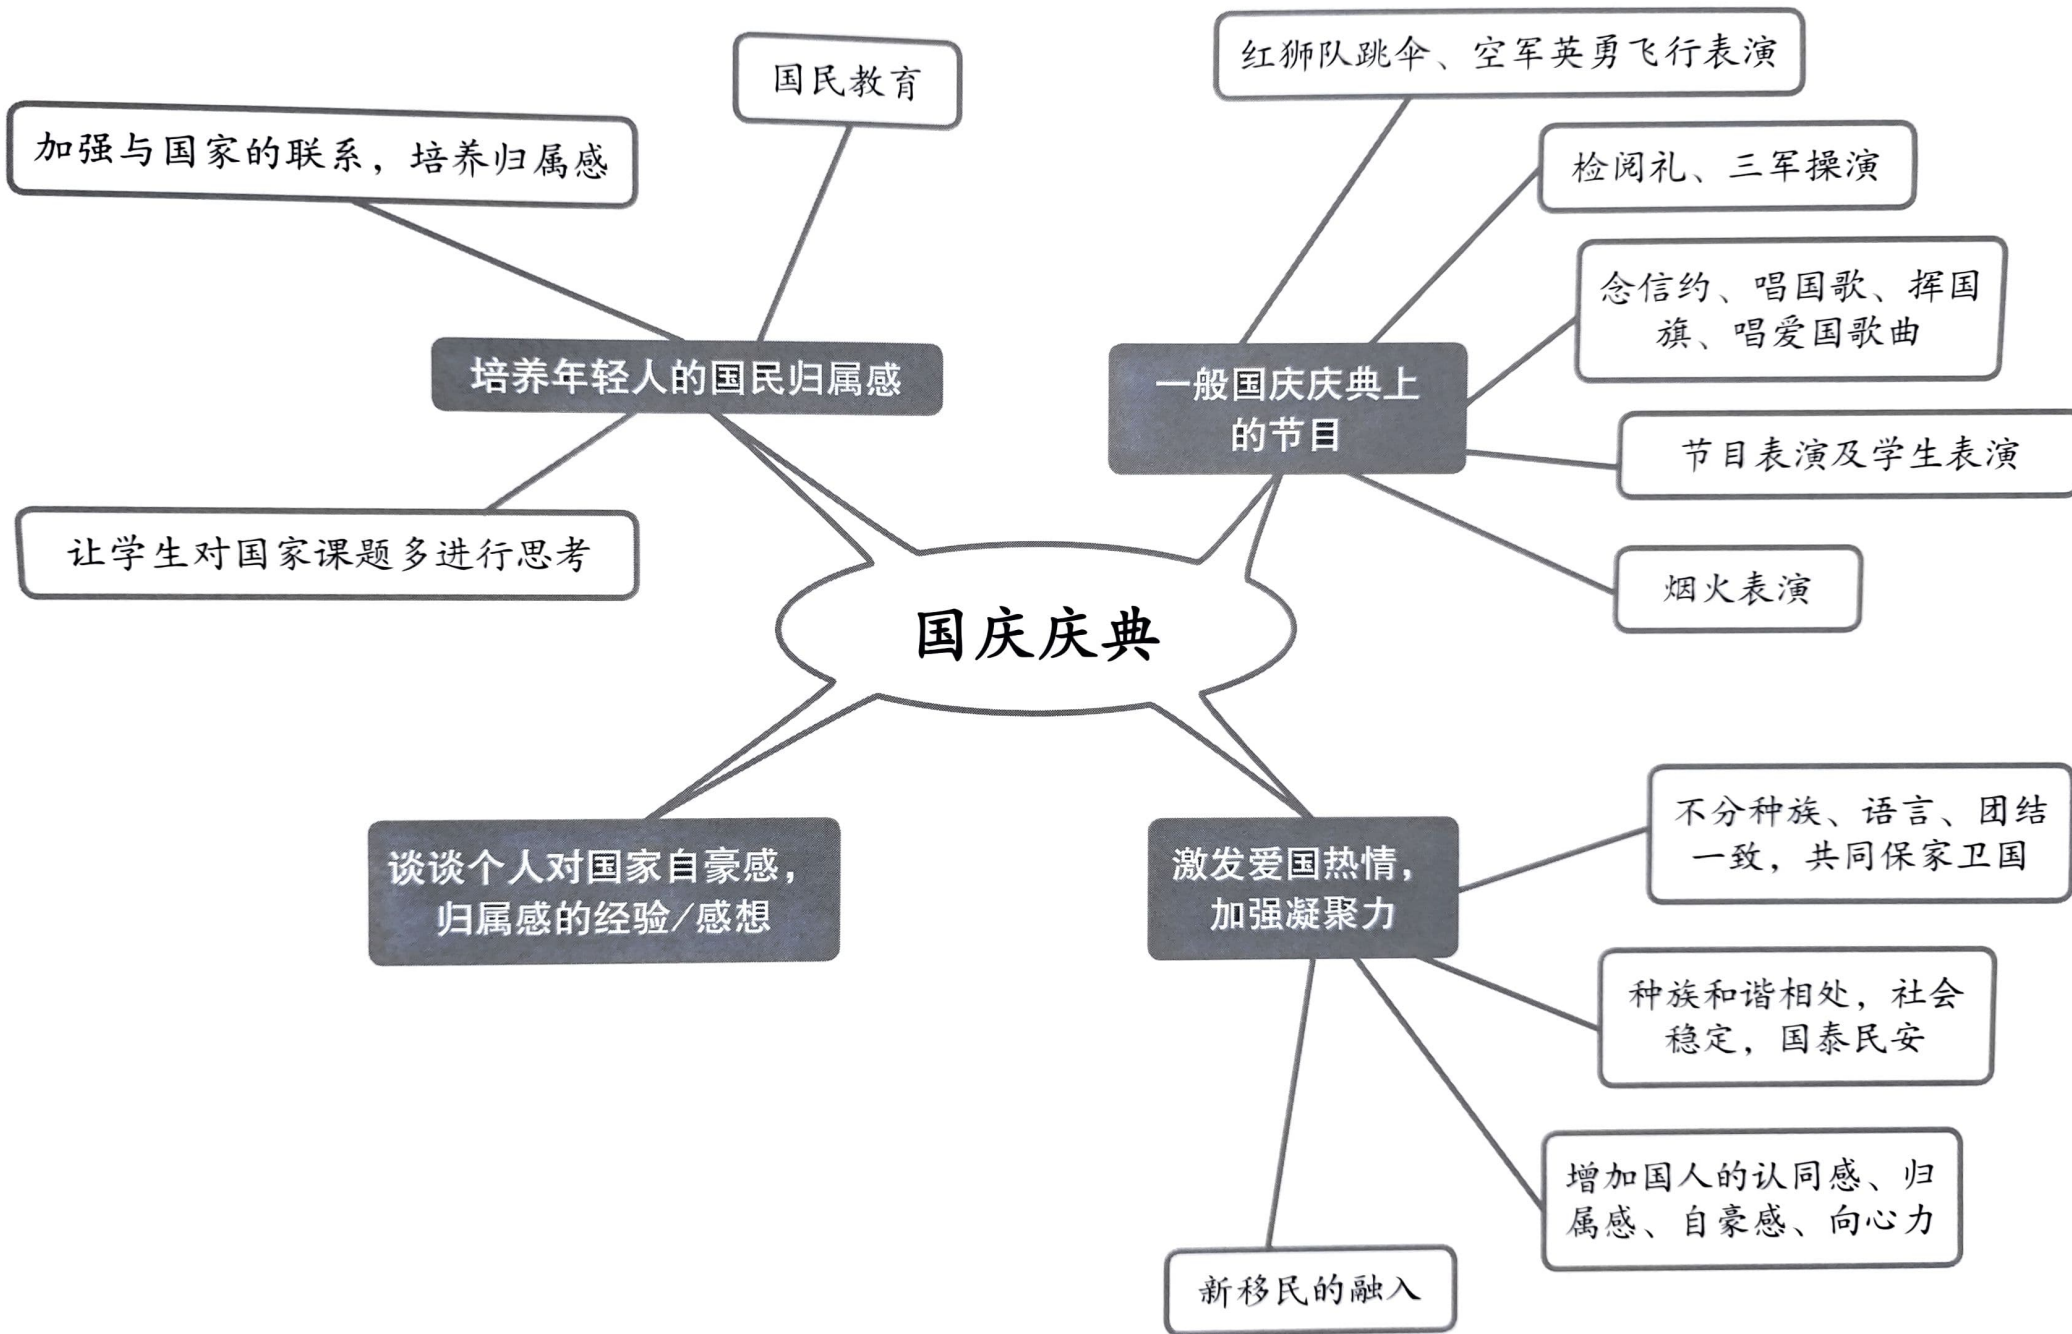 国庆庆典
培养年轻人的国民归属感
加强与国家的联系，培养归属感
国民教育
让学生对国家课题多进行思考
一般国庆庆典上
的节目
红狮队跳伞、空军英勇飞行表演
检阅礼、三军操演
念信约、唱国歌、挥国
旗、唱爱国歌曲
节目表演及学生表演
烟火表演
谈谈个人对国家自豪感，
归属感的经验/感想
激发爱国热情，
加强凝聚力
不分种族、语言、团结
一致，共同保家卫国
种族和谐相处，社会
稳定，国泰民安
增加国人的认同感、归
属感、自豪感、向心力
新移民的融入